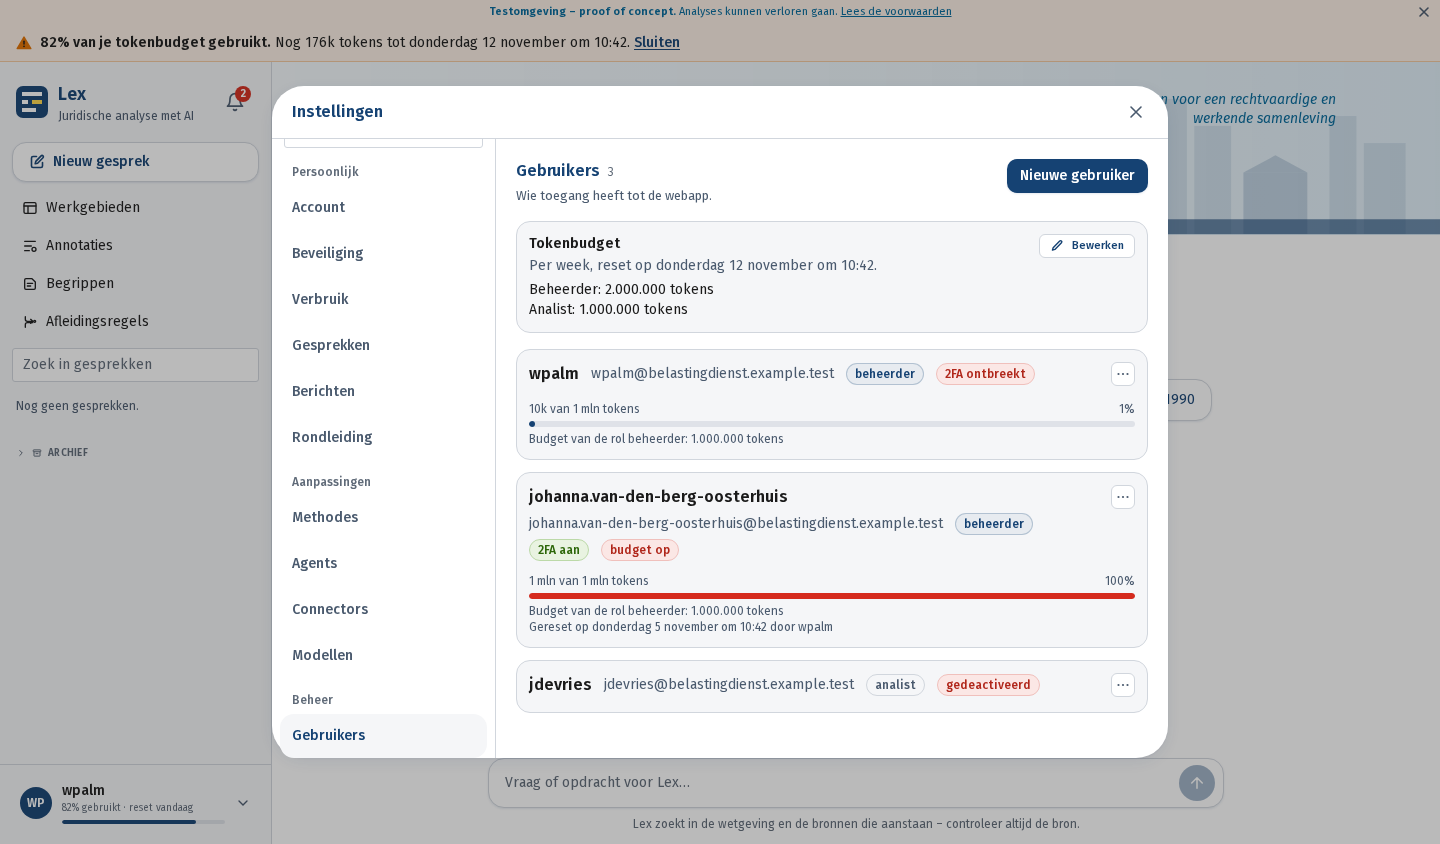 Testomgeving – proof of concept. Analyses kunnen verloren gaan. Lees de voorwaarden
82% van je tokenbudget gebruikt. Nog 176k tokens tot donderdag 12 november om 10:42. Sluiten
Lex
Juridische analyse met AI
2
Nieuw gesprek
Werkgebieden
Annotaties
Begrippen
Afleidingsregels
Zoek in gesprekken
Nog geen gesprekken.
ARCHIEF
WP
wpalm
82% gebruikt · reset vandaag
voor een rechtvaardige en
werkende samenleving
1990
Instellingen
Persoonlijk
Account
Beveiliging
Verbruik
Gesprekken
Berichten
Rondleiding
Aanpassingen
Methodes
Agents
Connectors
Modellen
Beheer
Gebruikers
Gebruikers 3
Wie toegang heeft tot de webapp.
Nieuwe gebruiker
Tokenbudget
Bewerken
Per week, reset op donderdag 12 november om 10:42.
Beheerder: 2.000.000 tokens
Analist: 1.000.000 tokens
wpalm wpalm@belastingdienst.example.test beheerder 2FA ontbreekt
10k van 1 mln tokens 1%
Budget van de rol beheerder: 1.000.000 tokens
johanna.van-den-berg-oosterhuis
johanna.van-den-berg-oosterhuis@belastingdienst.example.test beheerder
2FA aan budget op
1 mln van 1 mln tokens 100%
Budget van de rol beheerder: 1.000.000 tokens
Gereset op donderdag 5 november om 10:42 door wpalm
jdevries jdevries@belastingdienst.example.test analist gedeactiveerd
Vraag of opdracht voor Lex…
Lex zoekt in de wetgeving en de bronnen die aanstaan – controleer altijd de bron.